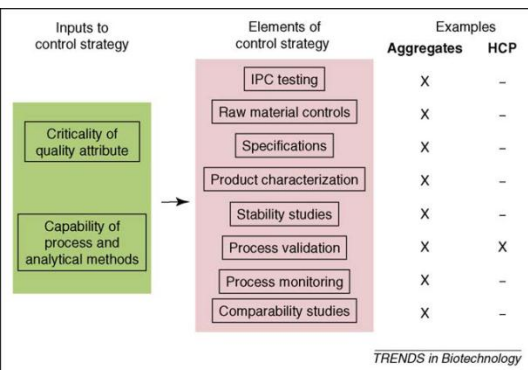 Inputs to
control strategy
Elements of
control strategy
Examples
Aggregates HCP
Criticality of
quality attribute
Capability of
process and
analytical methods
IPC testing X –
Raw material controls X –
Specifications X –
Product characterization X –
Stability studies X –
Process validation X X
Process monitoring X –
Comparability studies X –
TRENDS in Biotechnology